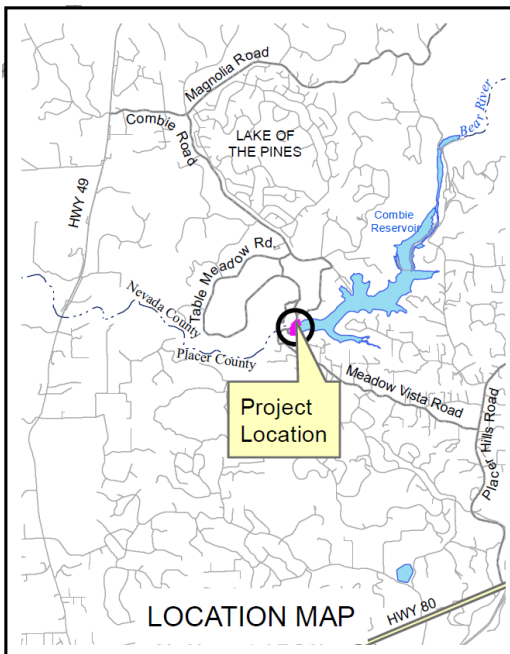 Magnolia Road
Combie Road
LAKE OF
THE PINES
Bear River
HWY 49
Combie
Reservoir
Table Meadow Rd.
Nevada County
Placer County
Meadow Vista Road
Project
Location
Placer Hills Road
LOCATION MAP
HWY 80